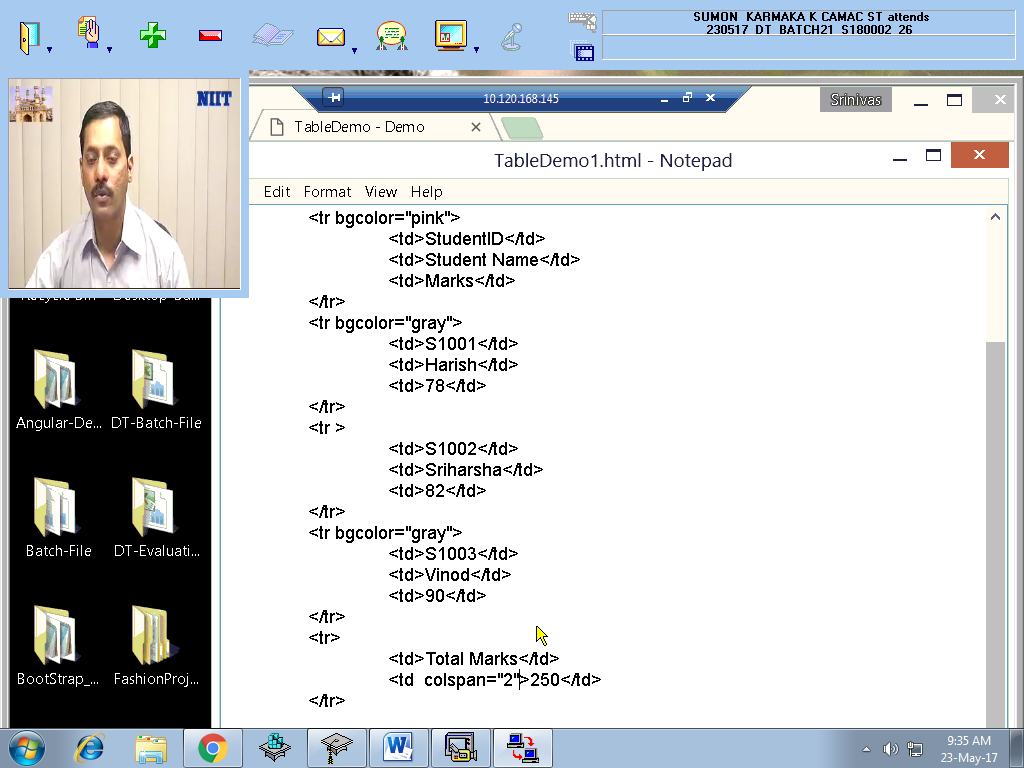 SUMON KARMAKA K CAMAC ST attends
230517 DT BATCH21 S180002 26
NIIT
10.120.168.145
Srinivas
TableDemo - Demo
TableDemo1.html - Notepad
Edit Format View Help
<tr bgcolor="pink">
<td>StudentID</td>
<td>Student Name</td>
<td>Marks</td>
</tr>
<tr bgcolor="gray">
<td>S1001</td>
<td>Harish</td>
<td>78</td>
</tr>
<tr >
<td>S1002</td>
<td>Sriharsha</td>
<td>82</td>
</tr>
<tr bgcolor="gray">
<td>S1003</td>
<td>Vinod</td>
<td>90</td>
</tr>
<tr>
<td>Total Marks</td>
<td  colspan="2">250</td>
</tr>
Angular-De... DT-Batch-File
Batch-File DT-Evaluati...
BootStrap_... FashionProj...
9:35 AM
23-May-17